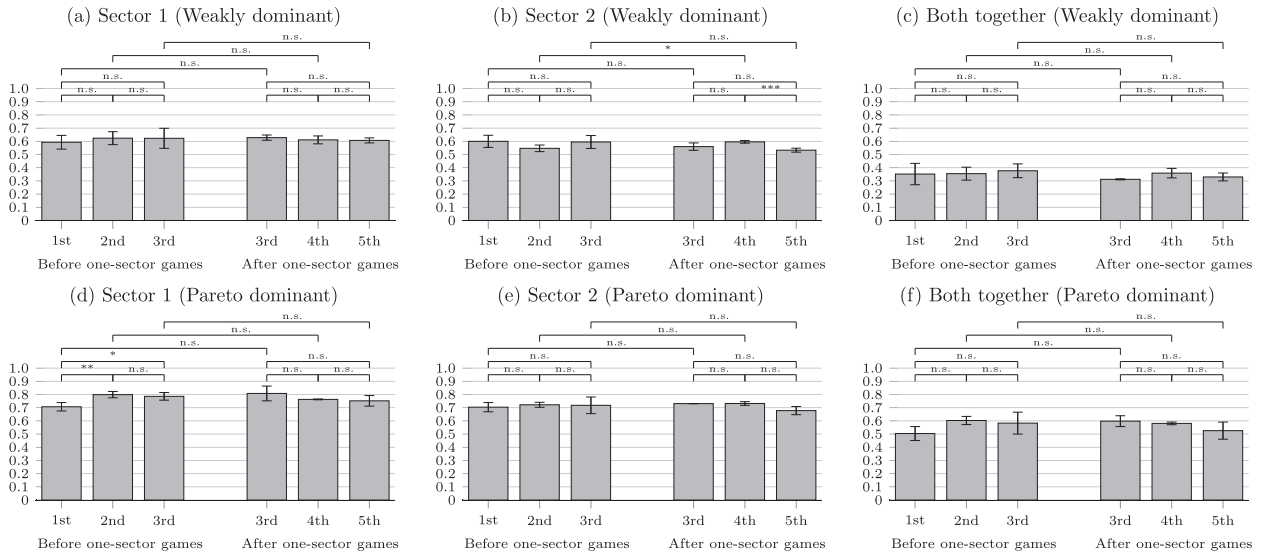 (a) Sector 1 (Weakly dominant)
n.s.
n.s.
n.s.
n.s. n.s.
n.s. n.s. n.s. n.s.
1.0
0.9
0.8
0.7
0.6
0.5
0.4
0.3
0.2
0.1
0
1st 2nd 3rd 3rd 4th 5th
Before one-sector games After one-sector games
(b) Sector 2 (Weakly dominant)
n.s.
*
n.s.
n.s. n.s.
n.s. n.s. n.s. ***
1.0
0.9
0.8
0.7
0.6
0.5
0.4
0.3
0.2
0.1
0
1st 2nd 3rd 3rd 4th 5th
Before one-sector games After one-sector games
(c) Both together (Weakly dominant)
n.s.
n.s.
n.s.
n.s. n.s.
n.s. n.s. n.s. n.s.
1.0
0.9
0.8
0.7
0.6
0.5
0.4
0.3
0.2
0.1
0
1st 2nd 3rd 3rd 4th 5th
Before one-sector games After one-sector games
(d) Sector 1 (Pareto dominant)
n.s.
n.s.
n.s.
* n.s.
** n.s. n.s. n.s.
1.0
0.9
0.8
0.7
0.6
0.5
0.4
0.3
0.2
0.1
0
1st 2nd 3rd 3rd 4th 5th
Before one-sector games After one-sector games
(e) Sector 2 (Pareto dominant)
n.s.
n.s.
n.s.
n.s. n.s.
n.s. n.s. n.s. n.s.
1.0
0.9
0.8
0.7
0.6
0.5
0.4
0.3
0.2
0.1
0
1st 2nd 3rd 3rd 4th 5th
Before one-sector games After one-sector games
(f) Both together (Pareto dominant)
n.s.
n.s.
n.s.
n.s. n.s.
n.s. n.s. n.s. n.s.
1.0
0.9
0.8
0.7
0.6
0.5
0.4
0.3
0.2
0.1
0
1st 2nd 3rd 3rd 4th 5th
Before one-sector games After one-sector games